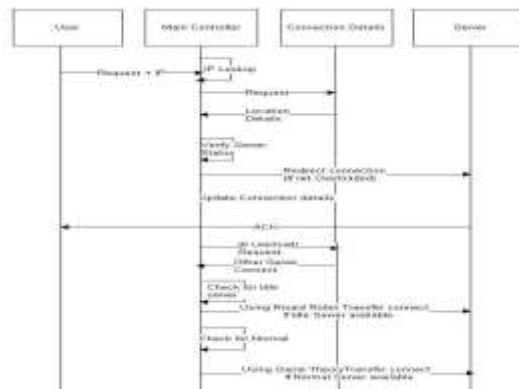 User
Main Controller
Connection Details
Server
IP Lookup
Request + IP
Request
Location
Details
Verify Server
Status
Redirect connection
(if not Overloaded)
Update Connection details
ACK
(If Overload)
Request
Other Game
Connect
Check for Idle
server
Using Round Robin Transfer connect
if Idle Server available
Check for Normal
Using Game Theory Transfer connect
if Normal Server available